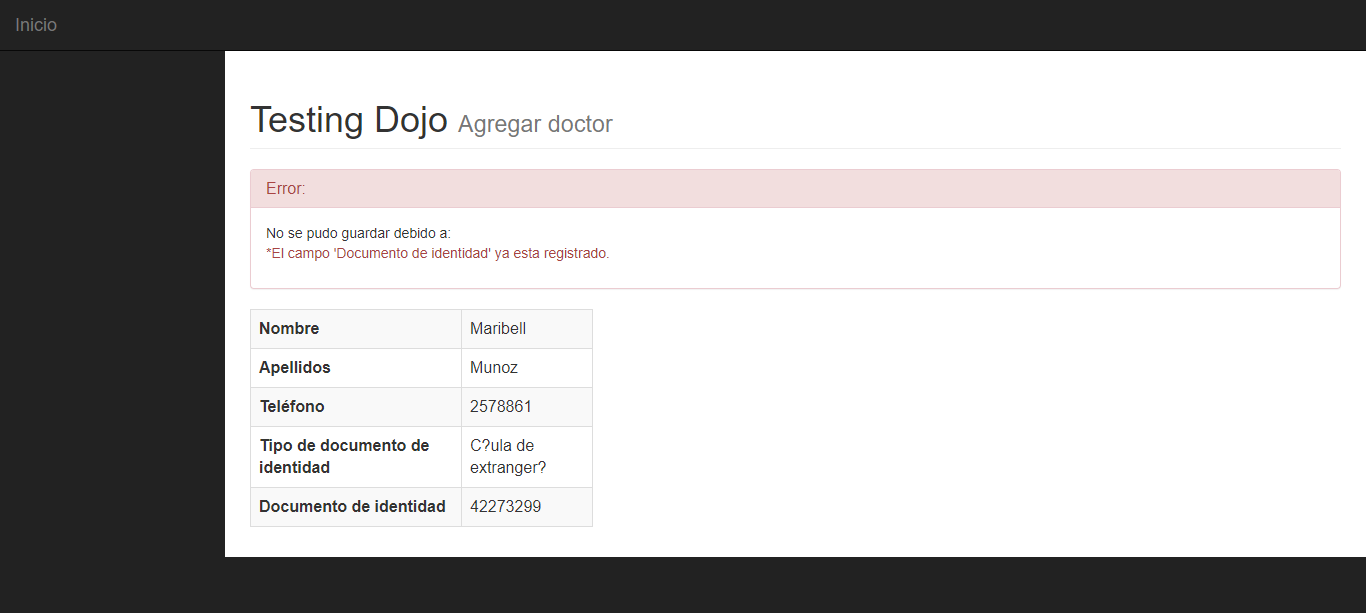 Inicio
Testing Dojo Agregar doctor
Error:
No se pudo guardar debido a:
*El campo 'Documento de identidad' ya esta registrado.
Nombre Maribell
Apellidos Munoz
Teléfono 2578861
Tipo de documento de C?ula de
identidad extranger?
Documento de identidad 42273299